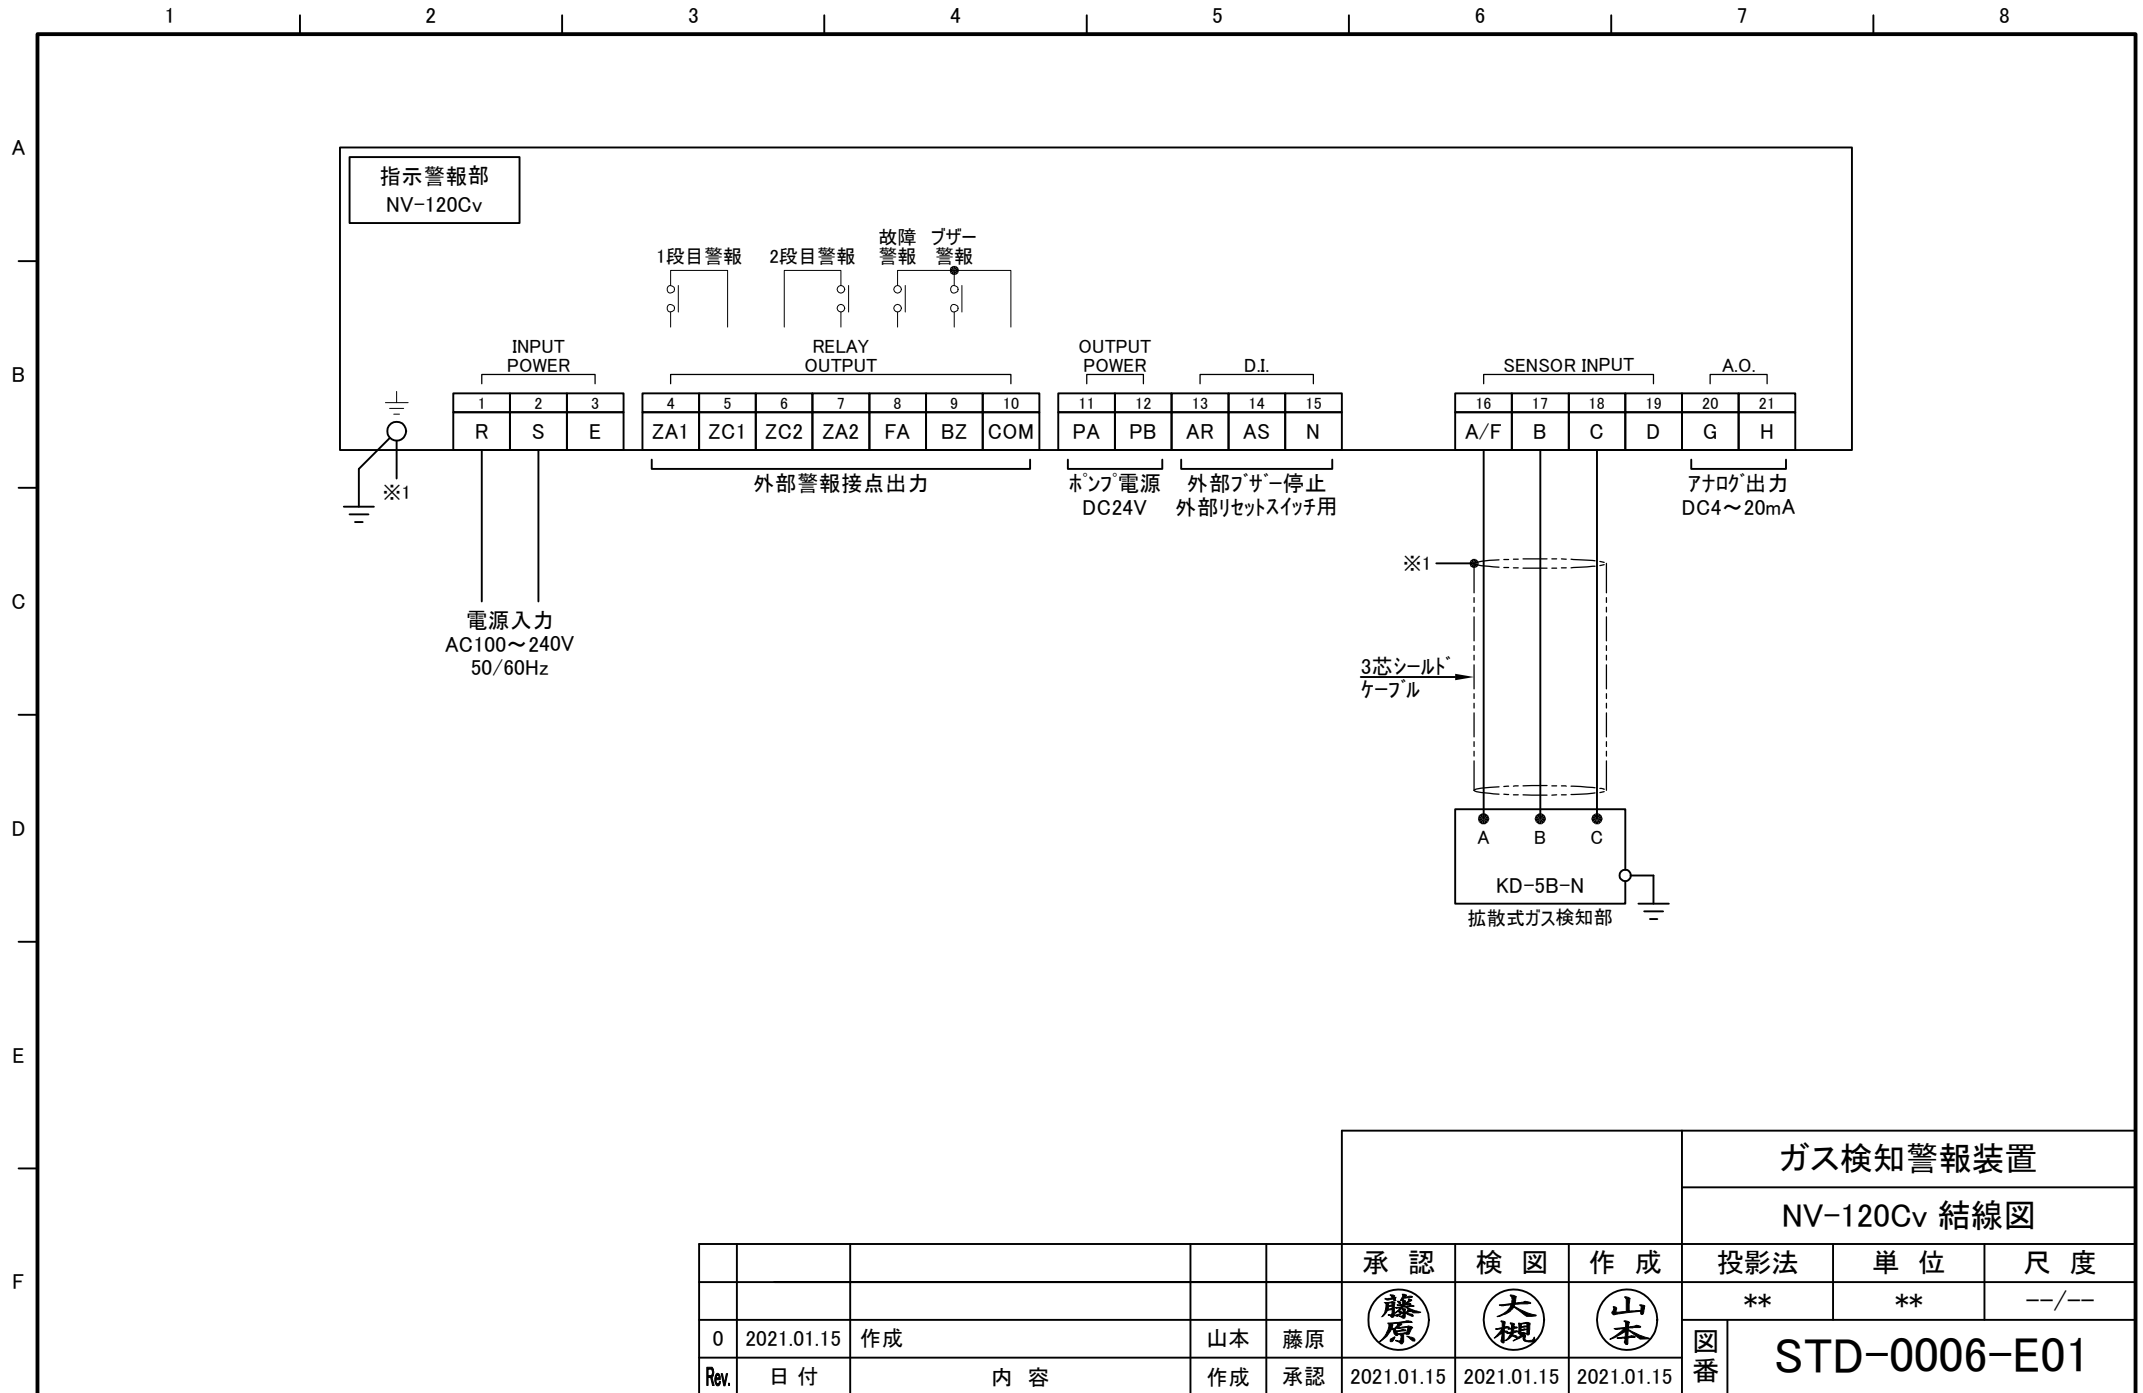 1 2 3 4 5 6 7 8
A
指示警報部
NV-120Cv
故障 ブザー
1段目警報 2段目警報 警報 警報
INPUT RELAY OUTPUT
POWER OUTPUT POWER D.I. SENSOR INPUT A.O.
B
1 2 3 4 5 6 7 8 9 10 11 12 13 14 15 16 17 18 19 20 21
R S E ZA1 ZC1 ZC2 ZA2 FA BZ COM PA PB AR AS N A/F B C D G H
※1
外部警報接点出力
ポンプ電源
DC24V
外部ブザー停止
外部リセットスイッチ用
アナログ出力
DC4～20mA
※1
C
電源入力
AC100～240V
50/60Hz
3芯シールド
ケーブル
D
A B C
KD-5B-N
拡散式ガス検知部
E
ガス検知警報装置
NV-120Cv 結線図
F
承 認 検 図 作 成 投影法 単 位 尺 度
藤原 大槻 山本 ** ** --/--
0 2021.01.15 作成 山本 藤原
Rev. 日 付 内 容 作成 承認 2021.01.15 2021.01.15 2021.01.15
図番 STD-0006-E01